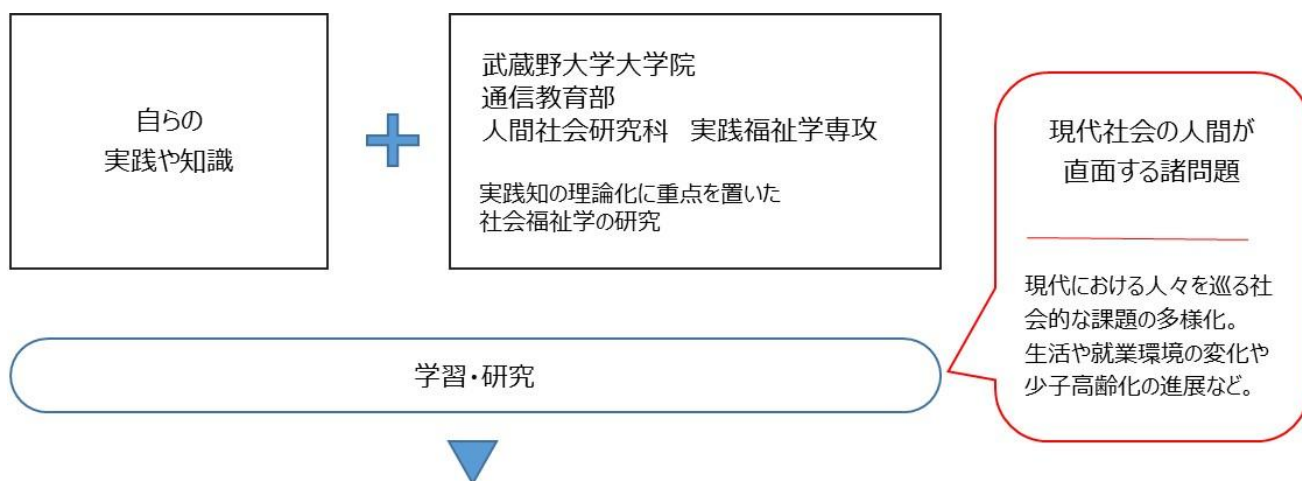 自らの
実践や知識
武蔵野大学大学院
通信教育部
人間社会研究科　実践福祉学専攻
実践知の理論化に重点を置いた
社会福祉学の研究
現代社会の人間が
直面する諸問題
現代における人々を巡る社
会的な課題の多様化。
生活や就業環境の変化や
少子高齢化の進展など。
学習・研究